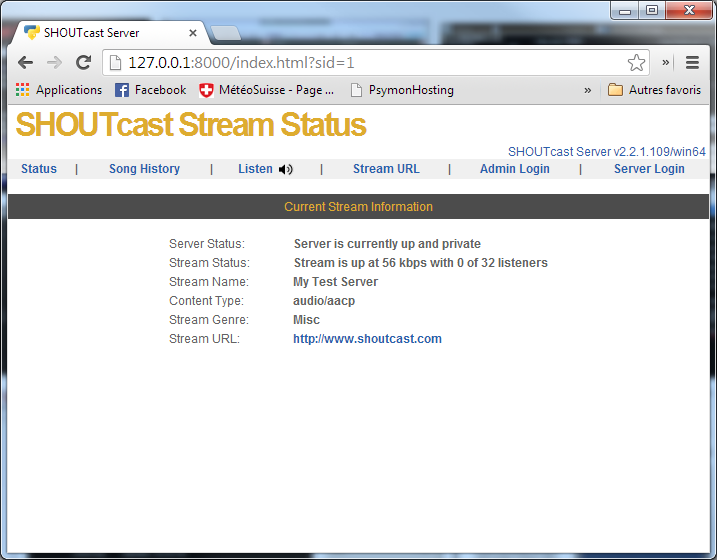 SHOUTcast Server
127.0.0.1:8000/index.html?sid=1
Applications Facebook MétéoSuisse - Page ... PsymonHosting » Autres favoris
SHOUTcast Stream Status
SHOUTcast Server v2.2.1.109/win64
Status | Song History | Listen | Stream URL | Admin Login | Server Login
Current Stream Information
Server Status: Server is currently up and private
Stream Status: Stream is up at 56 kbps with 0 of 32 listeners
Stream Name: My Test Server
Content Type: audio/aacp
Stream Genre: Misc
Stream URL: http://www.shoutcast.com